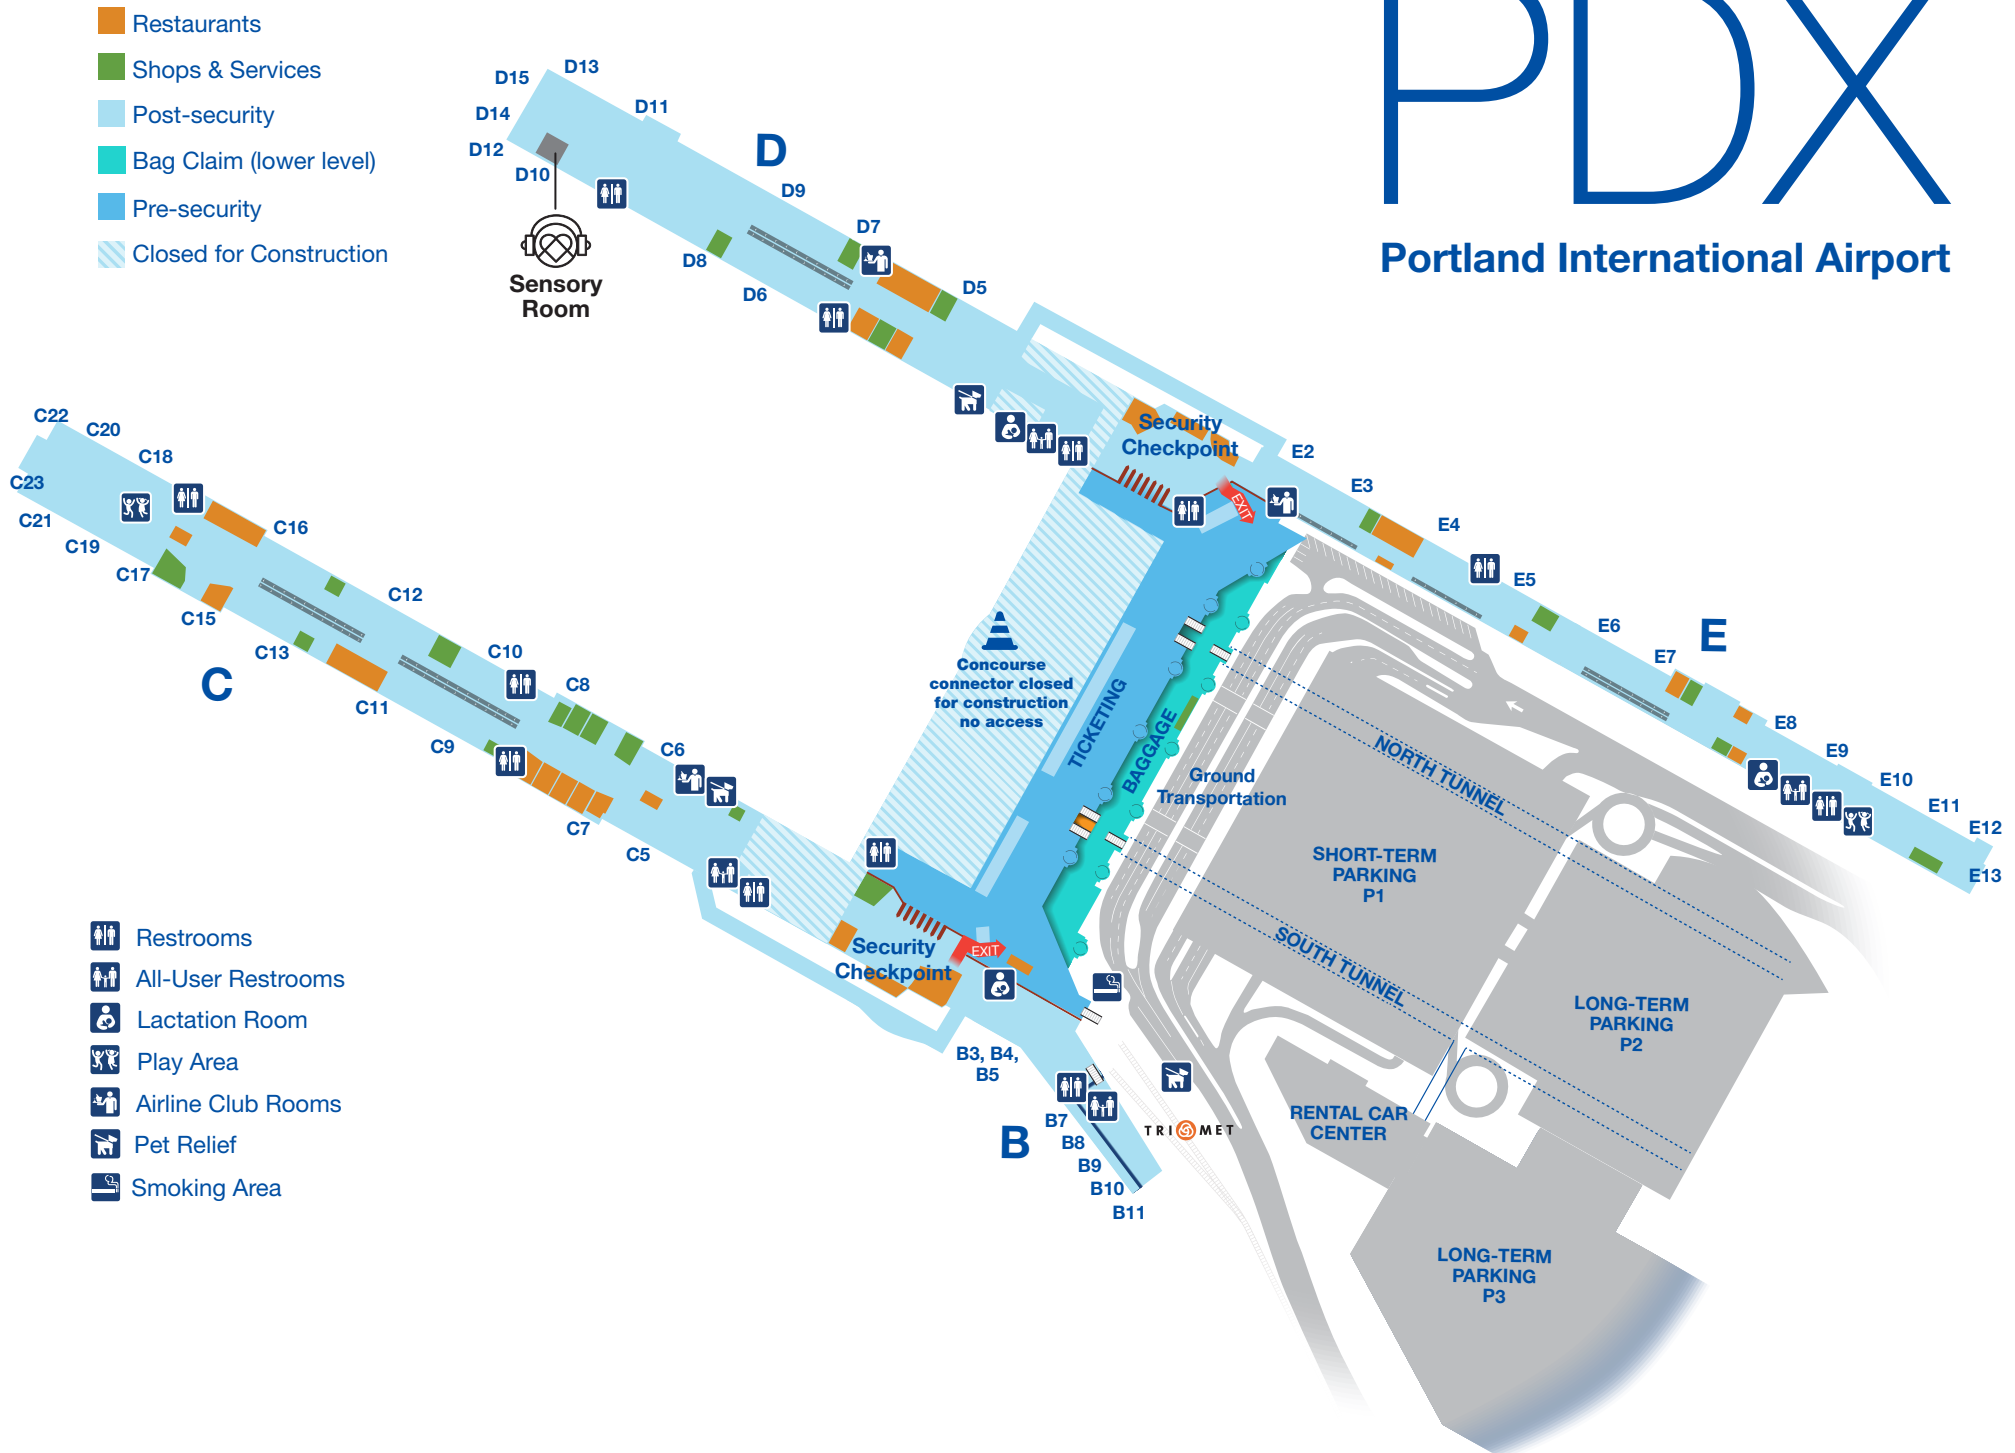 PDX
Portland International Airport
Restaurants
Shops & Services
Post-security
Bag Claim (lower level)
Pre-security
Closed for Construction
D15
D13
D14
D11
D12
D10
D
D9
D7
D8
D6
D5
Sensory
Room
C22
C20
C18
C23
C21
C19
C17
C16
C15
C12
C13
C
C11
C10
C9
C8
C7
C6
C5
Security
Checkpoint
EXIT
E2
E3
E4
E5
E6
E7
E
E8
E9
E10
E11
E12
E13
Concourse
connector closed
for construction
no access
TICKETING
BAGGAGE
Ground
Transportation
NORTH TUNNEL
SHORT-TERM
PARKING
P1
SOUTH TUNNEL
LONG-TERM
PARKING
P2
Security
Checkpoint
EXIT
B3, B4,
B5
B7
B8
B9
B10
B11
B
TRI MET
RENTAL CAR
CENTER
LONG-TERM
PARKING
P3
Restrooms
All-User Restrooms
Lactation Room
Play Area
Airline Club Rooms
Pet Relief
Smoking Area